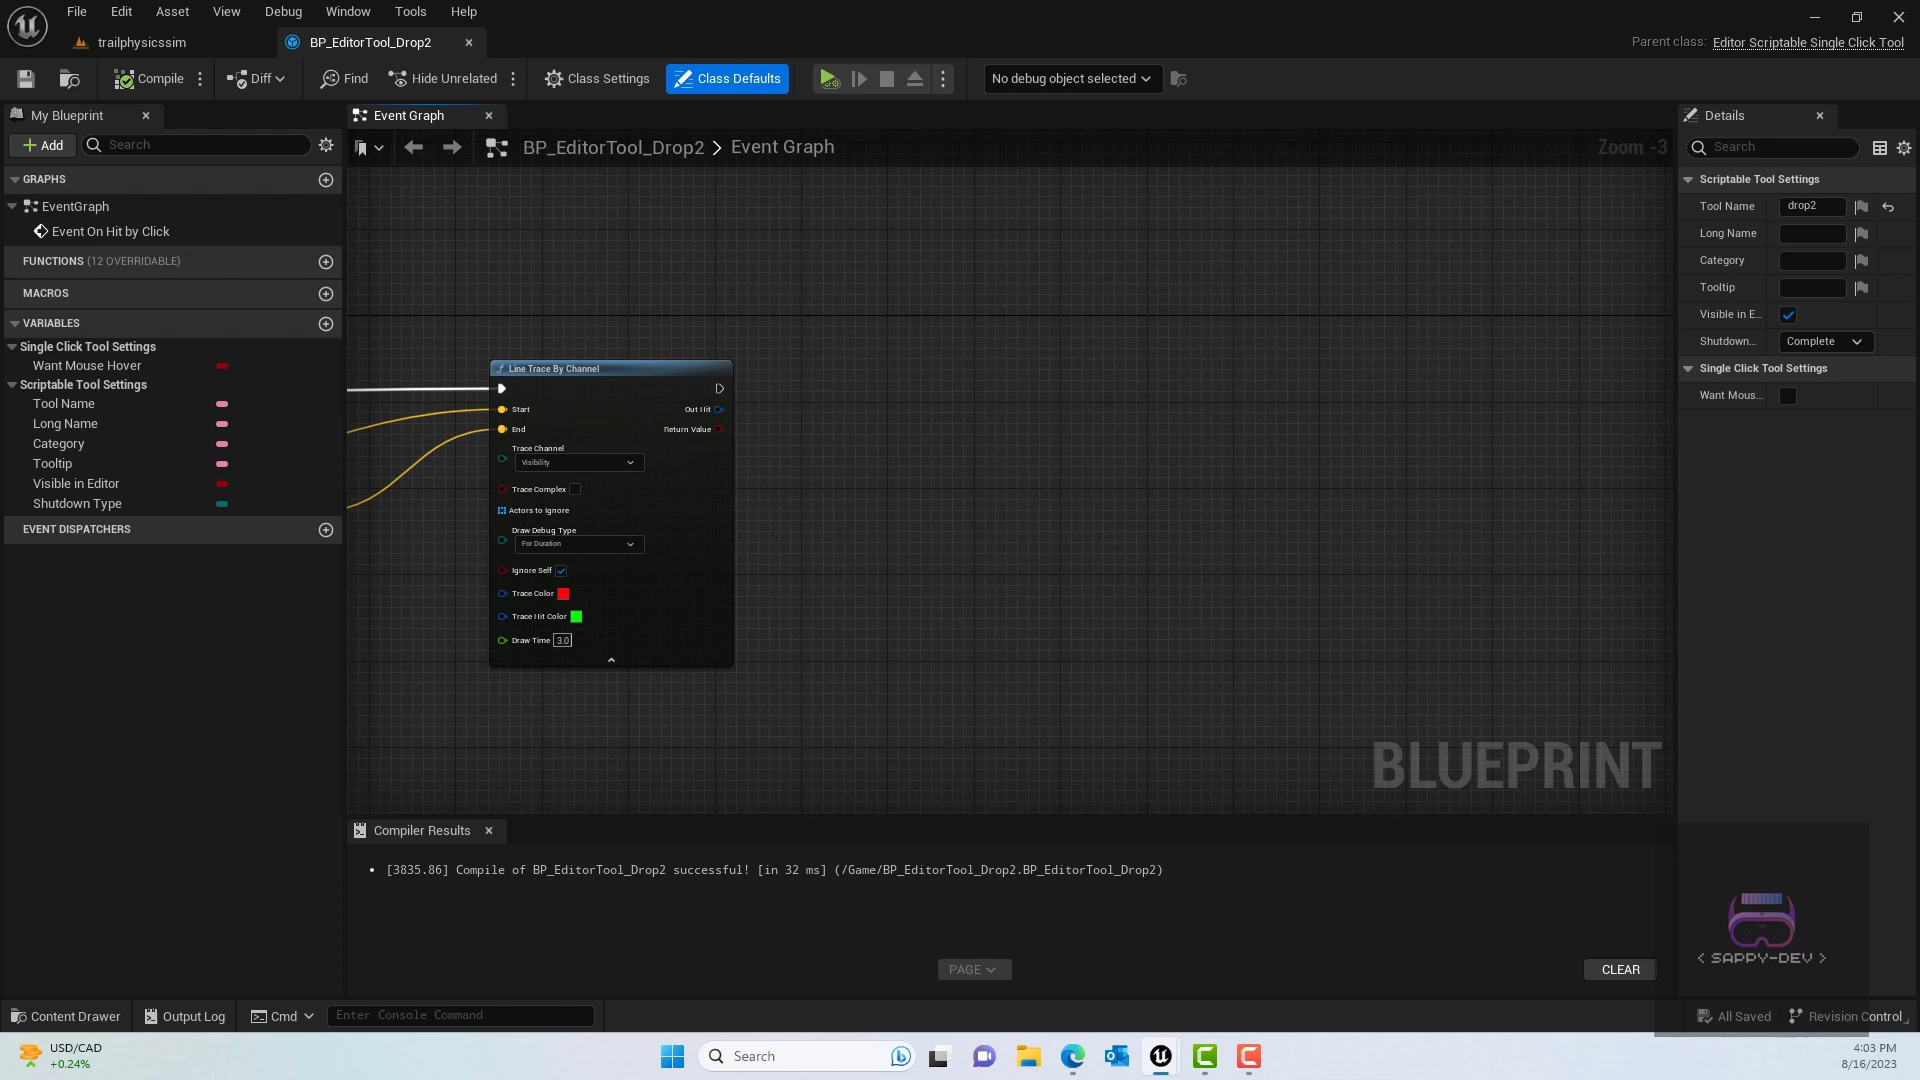 File Edit Asset View Debug Window Tools Help
trailphysicssim
BP_EditorTool_Drop2
Parent class: Editor Scriptable Single Click Tool
Compile
Diff
Find
Hide Unrelated
Class Settings
Class Defaults
No debug object selected
My Blueprint
Event Graph
Details
Add
Search
BP_EditorTool_Drop2 > Event Graph
Zoom -3
Search
GRAPHS
EventGraph
Event On Hit by Click
FUNCTIONS (12 OVERRIDABLE)
MACROS
VARIABLES
Single Click Tool Settings
Want Mouse Hover
Scriptable Tool Settings
Tool Name
Long Name
Category
Tooltip
Visible in Editor
Shutdown Type
EVENT DISPATCHERS
Line Trace By Channel
Start
Out Hit
End
Return Value
Trace Channel
Visibility
Trace Complex
Actors to Ignore
Draw Debug Type
For Duration
Ignore Self
Trace Color
Trace Hit Color
Draw Time 3.0
BLUEPRINT
Scriptable Tool Settings
Tool Name drop2
Long Name
Category
Tooltip
Visible in E...
Shutdown... Complete
Single Click Tool Settings
Want Mous...
Compiler Results
[3835.86] Compile of BP_EditorTool_Drop2 successful! [in 32 ms] (/Game/BP_EditorTool_Drop2.BP_EditorTool_Drop2)
PAGE
CLEAR
< SAPPY-DEV >
Content Drawer
Output Log
Cmd
Enter Console Command
All Saved
Revision Control
USD/CAD
+0.24%
Search
4:03 PM
8/16/2023